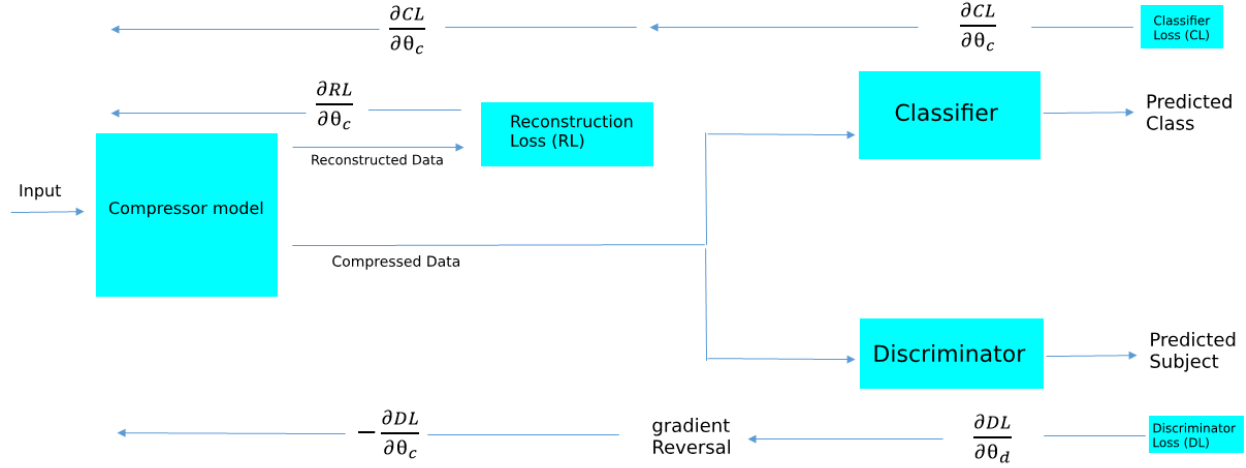 ∂CL
∂θc
∂CL
∂θc
Classifier
Loss (CL)
∂RL
∂θc
Reconstruction
Loss (RL)
Reconstructed Data
Classifier
Predicted
Class
Input
Compressor model
Compressed Data
Discriminator
Predicted
Subject
− ∂DL
∂θc
gradient
Reversal
∂DL
∂θd
Discriminator
Loss (DL)